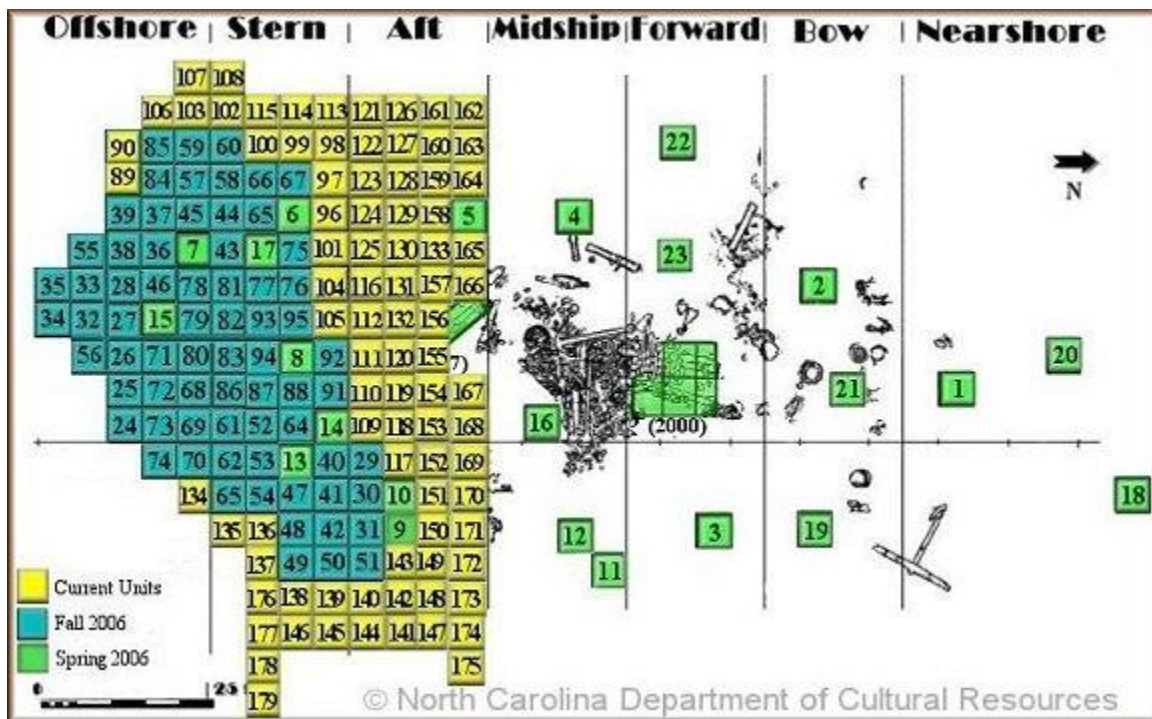 Offshore Stern Aft Midship Forward Bow Nearshore
107 108
106 103 102 115 114 113 121 126 161 162
90 85 59 60 100 99 98 122 127 160 163 22
89 84 57 58 66 67 97 123 128 159 164
N
39 37 45 44 65 6 96 124 129 158 5 4
55 38 36 7 43 17 75 101 125 130 133 165 23
35 33 28 46 78 81 77 76 104 116 131 157 166 2
34 32 27 15 79 82 93 95 105 112 132 156
56 26 71 80 83 94 8 92 111 120 155 7) 20
25 72 68 86 87 88 91 110 119 154 167 21 1
24 73 69 61 52 64 14 109 118 153 168 16 (2000)
74 70 62 53 13 40 29 117 152 169
134 65 54 47 41 30 10 151 170 18
135 136 48 42 31 9 150 171 12 3 19
137 49 50 51 143 149 172 11
Current Units 176 138 139 140 142 148 173
Fall 2006 177 146 145 144 141 147 174
Spring 2006 178 175
0 25 179
© North Carolina Department of Cultural Resources